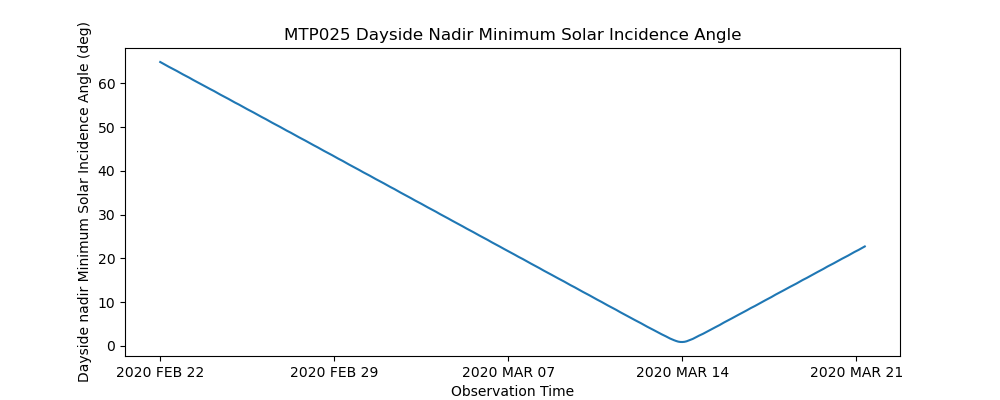 MTP025 Dayside Nadir Minimum Solar Incidence Angle
Dayside nadir Minimum Solar Incidence Angle (deg)
60
50
40
30
20
10
0
2020 FEB 22 2020 FEB 29 2020 MAR 07 2020 MAR 14 2020 MAR 21
Observation Time